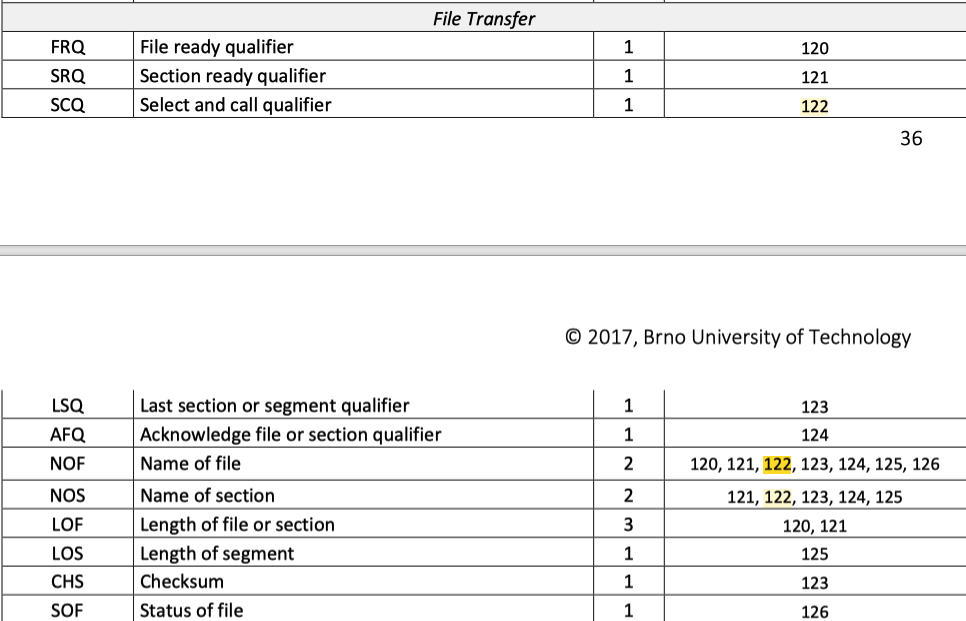 File Transfer
FRQ File ready qualifier 1 120
SRQ Section ready qualifier 1 121
SCQ Select and call qualifier 1 122
36
© 2017, Brno University of Technology
LSQ Last section or segment qualifier 1 123
AFQ Acknowledge file or section qualifier 1 124
NOF Name of file 2 120, 121, 122, 123, 124, 125, 126
NOS Name of section 2 121, 122, 123, 124, 125
LOF Length of file or section 3 120, 121
LOS Length of segment 1 125
CHS Checksum 1 123
SOF Status of file 1 126